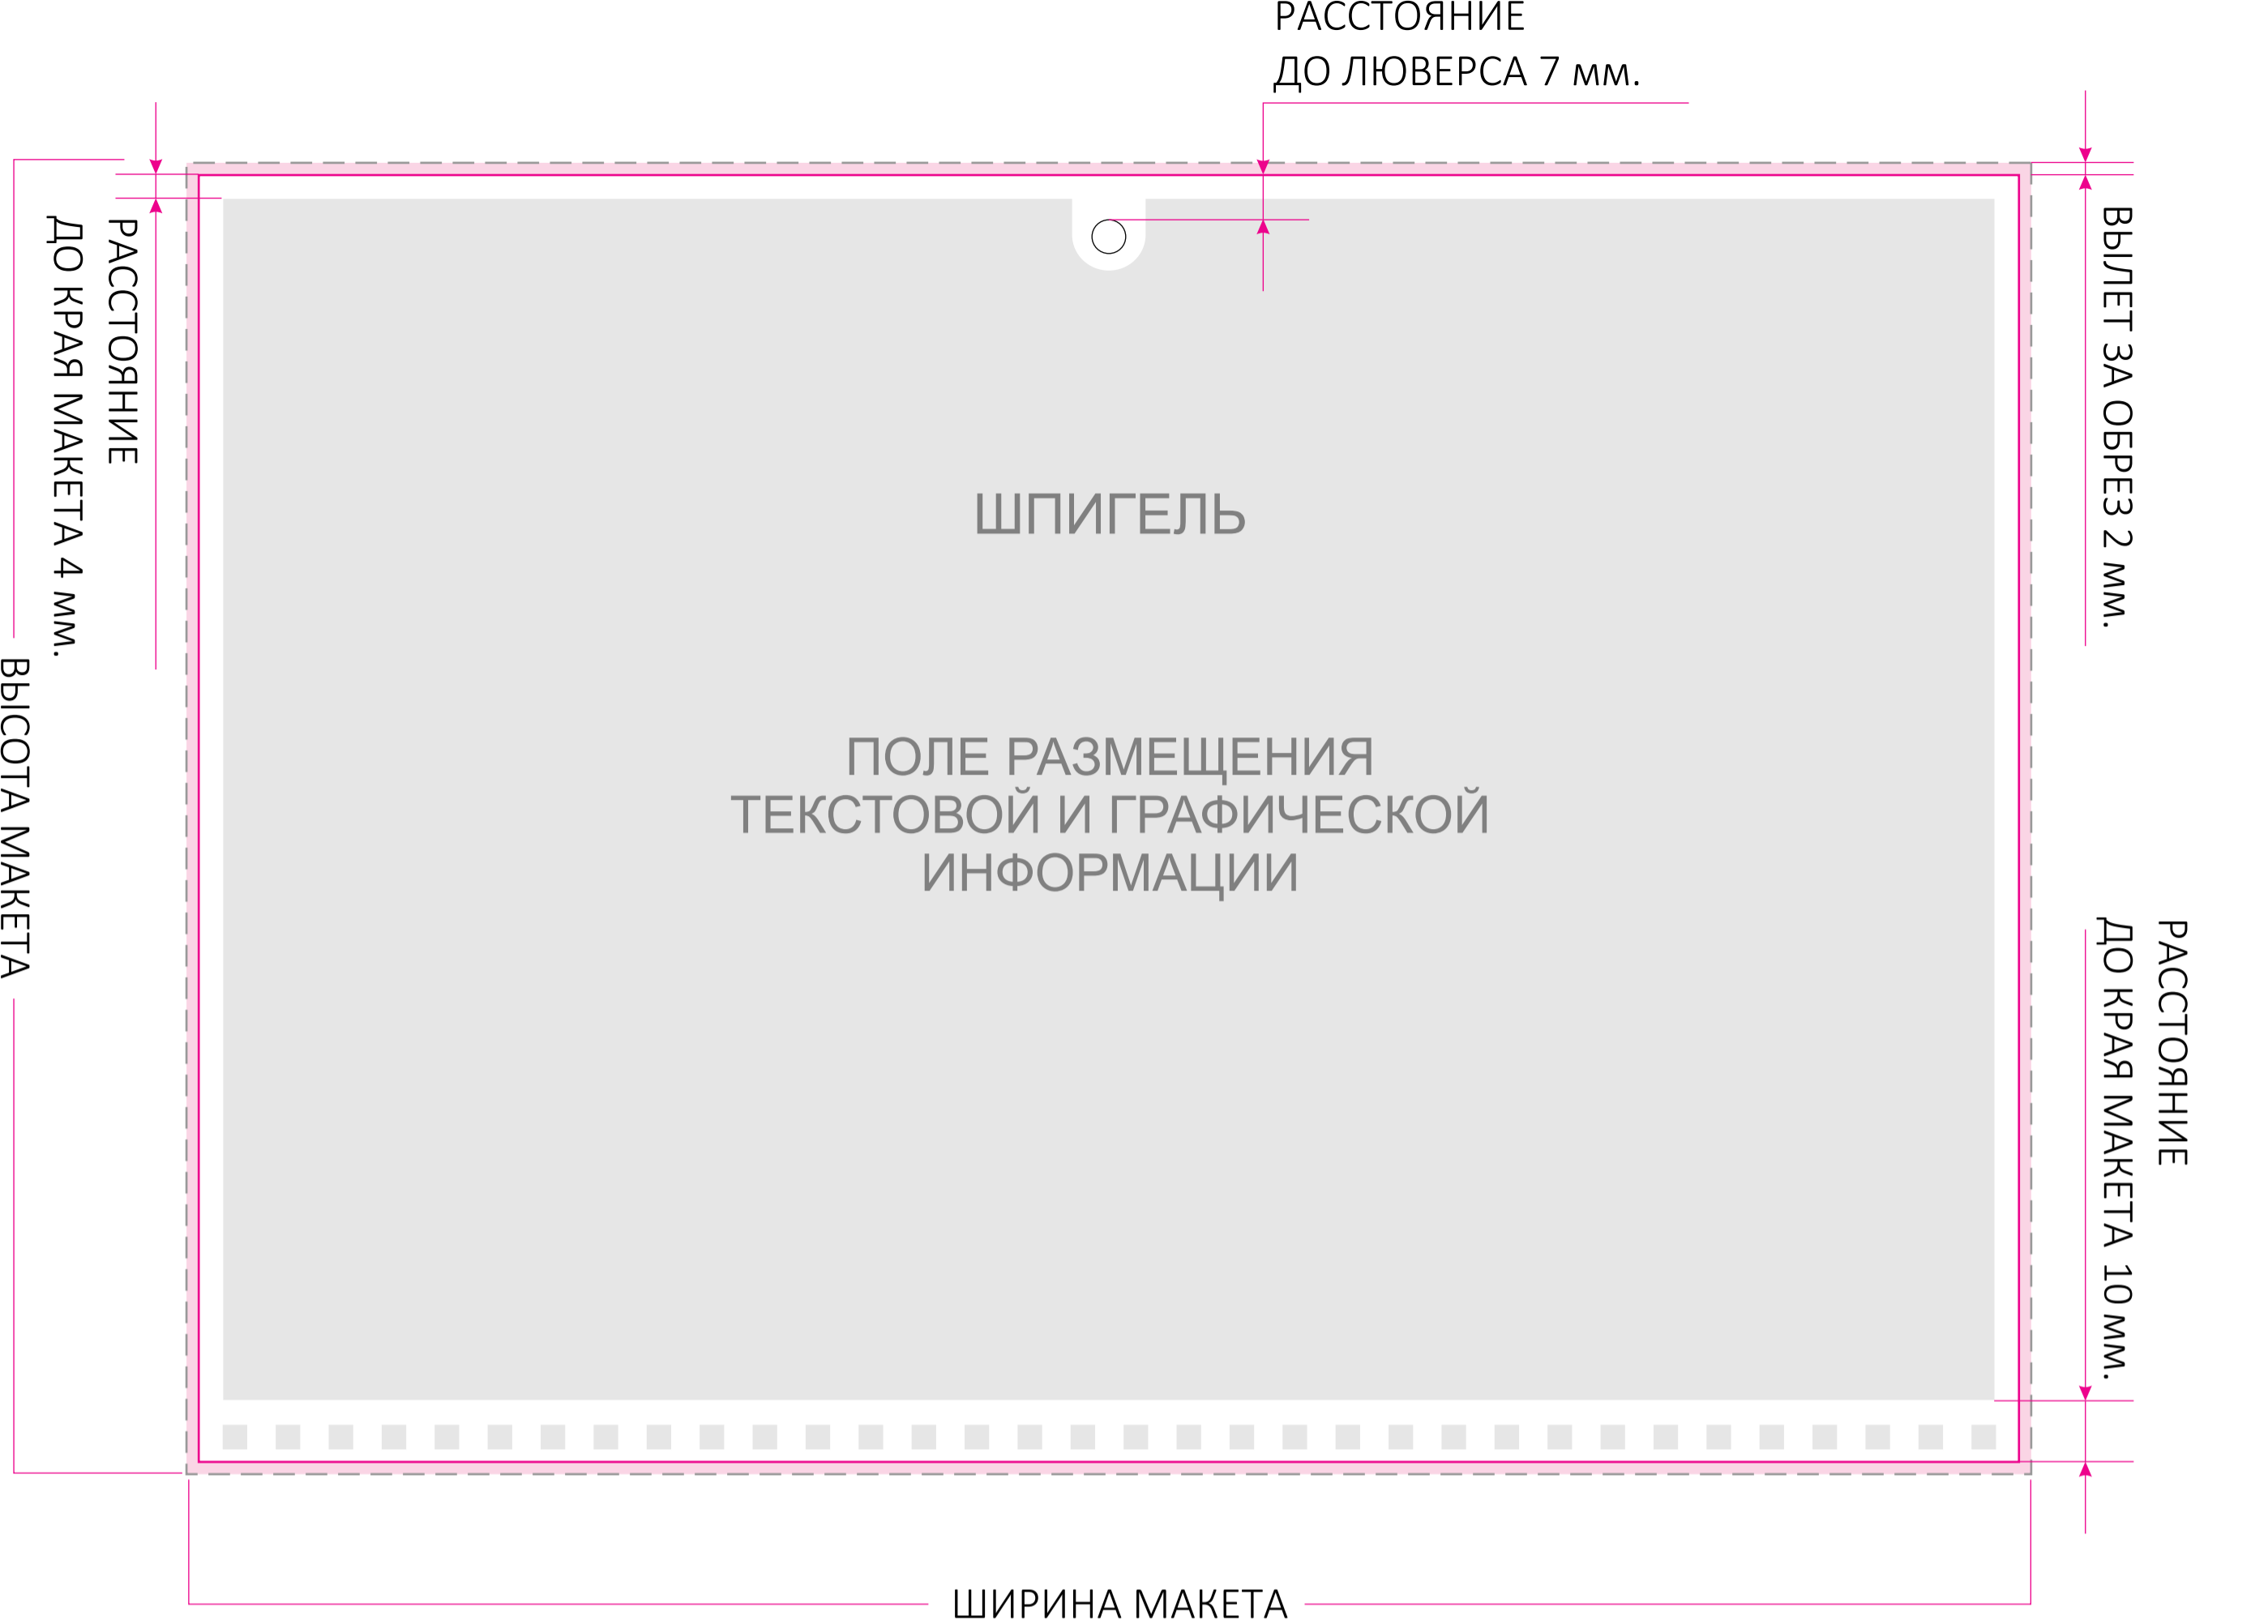 РАССТОЯНИЕ
ДО ЛЮВЕРСА 7 мм.
РАССТОЯНИЕ
ДО КРАЯ МАКЕТА 4 мм.
ВЫСОТА МАКЕТА
ШПИГЕЛЬ
ПОЛЕ РАЗМЕЩЕНИЯ
ТЕКСТОВОЙ И ГРАФИЧЕСКОЙ
ИНФОРМАЦИИ
ВЫЛЕТ ЗА ОБРЕЗ 2 мм.
РАССТОЯНИЕ
ДО КРАЯ МАКЕТА 10 мм.
ШИРИНА МАКЕТА